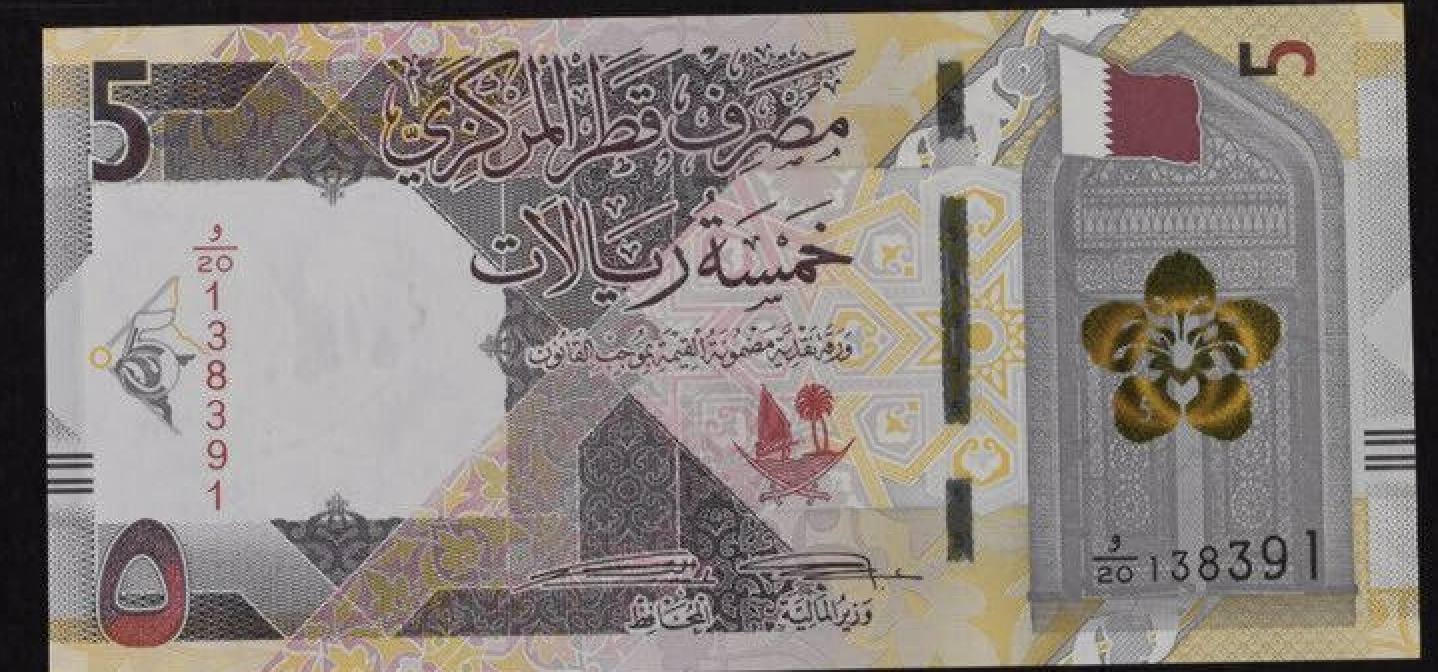 5
مصرف قطر المركزي
5
خمسة ريالات
و
20
138391
ورقة نقدية مضمونة القيمة بموجب القانون
٥
وزير المالية
المحافظ
و
20 138391